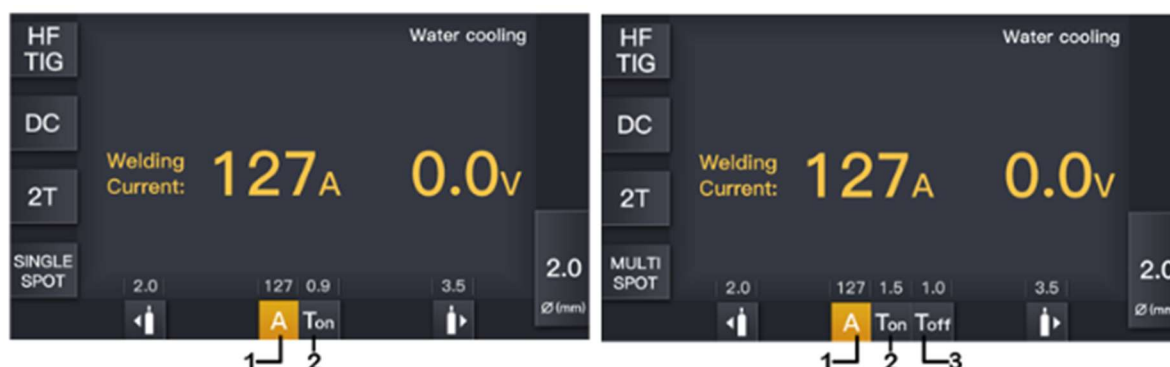 HF
TIG
DC
2T
SINGLE
SPOT
Water cooling
Welding
Current:
127A
0.0V
2.0
127
0.9
3.5
A
Ton
2.0
Ø (mm)
1
2
HF
TIG
DC
2T
MULTI
SPOT
Water cooling
Welding
Current:
127A
0.0V
2.0
127
1.5
1.0
3.5
A
Ton
Toff
2.0
1
2
3